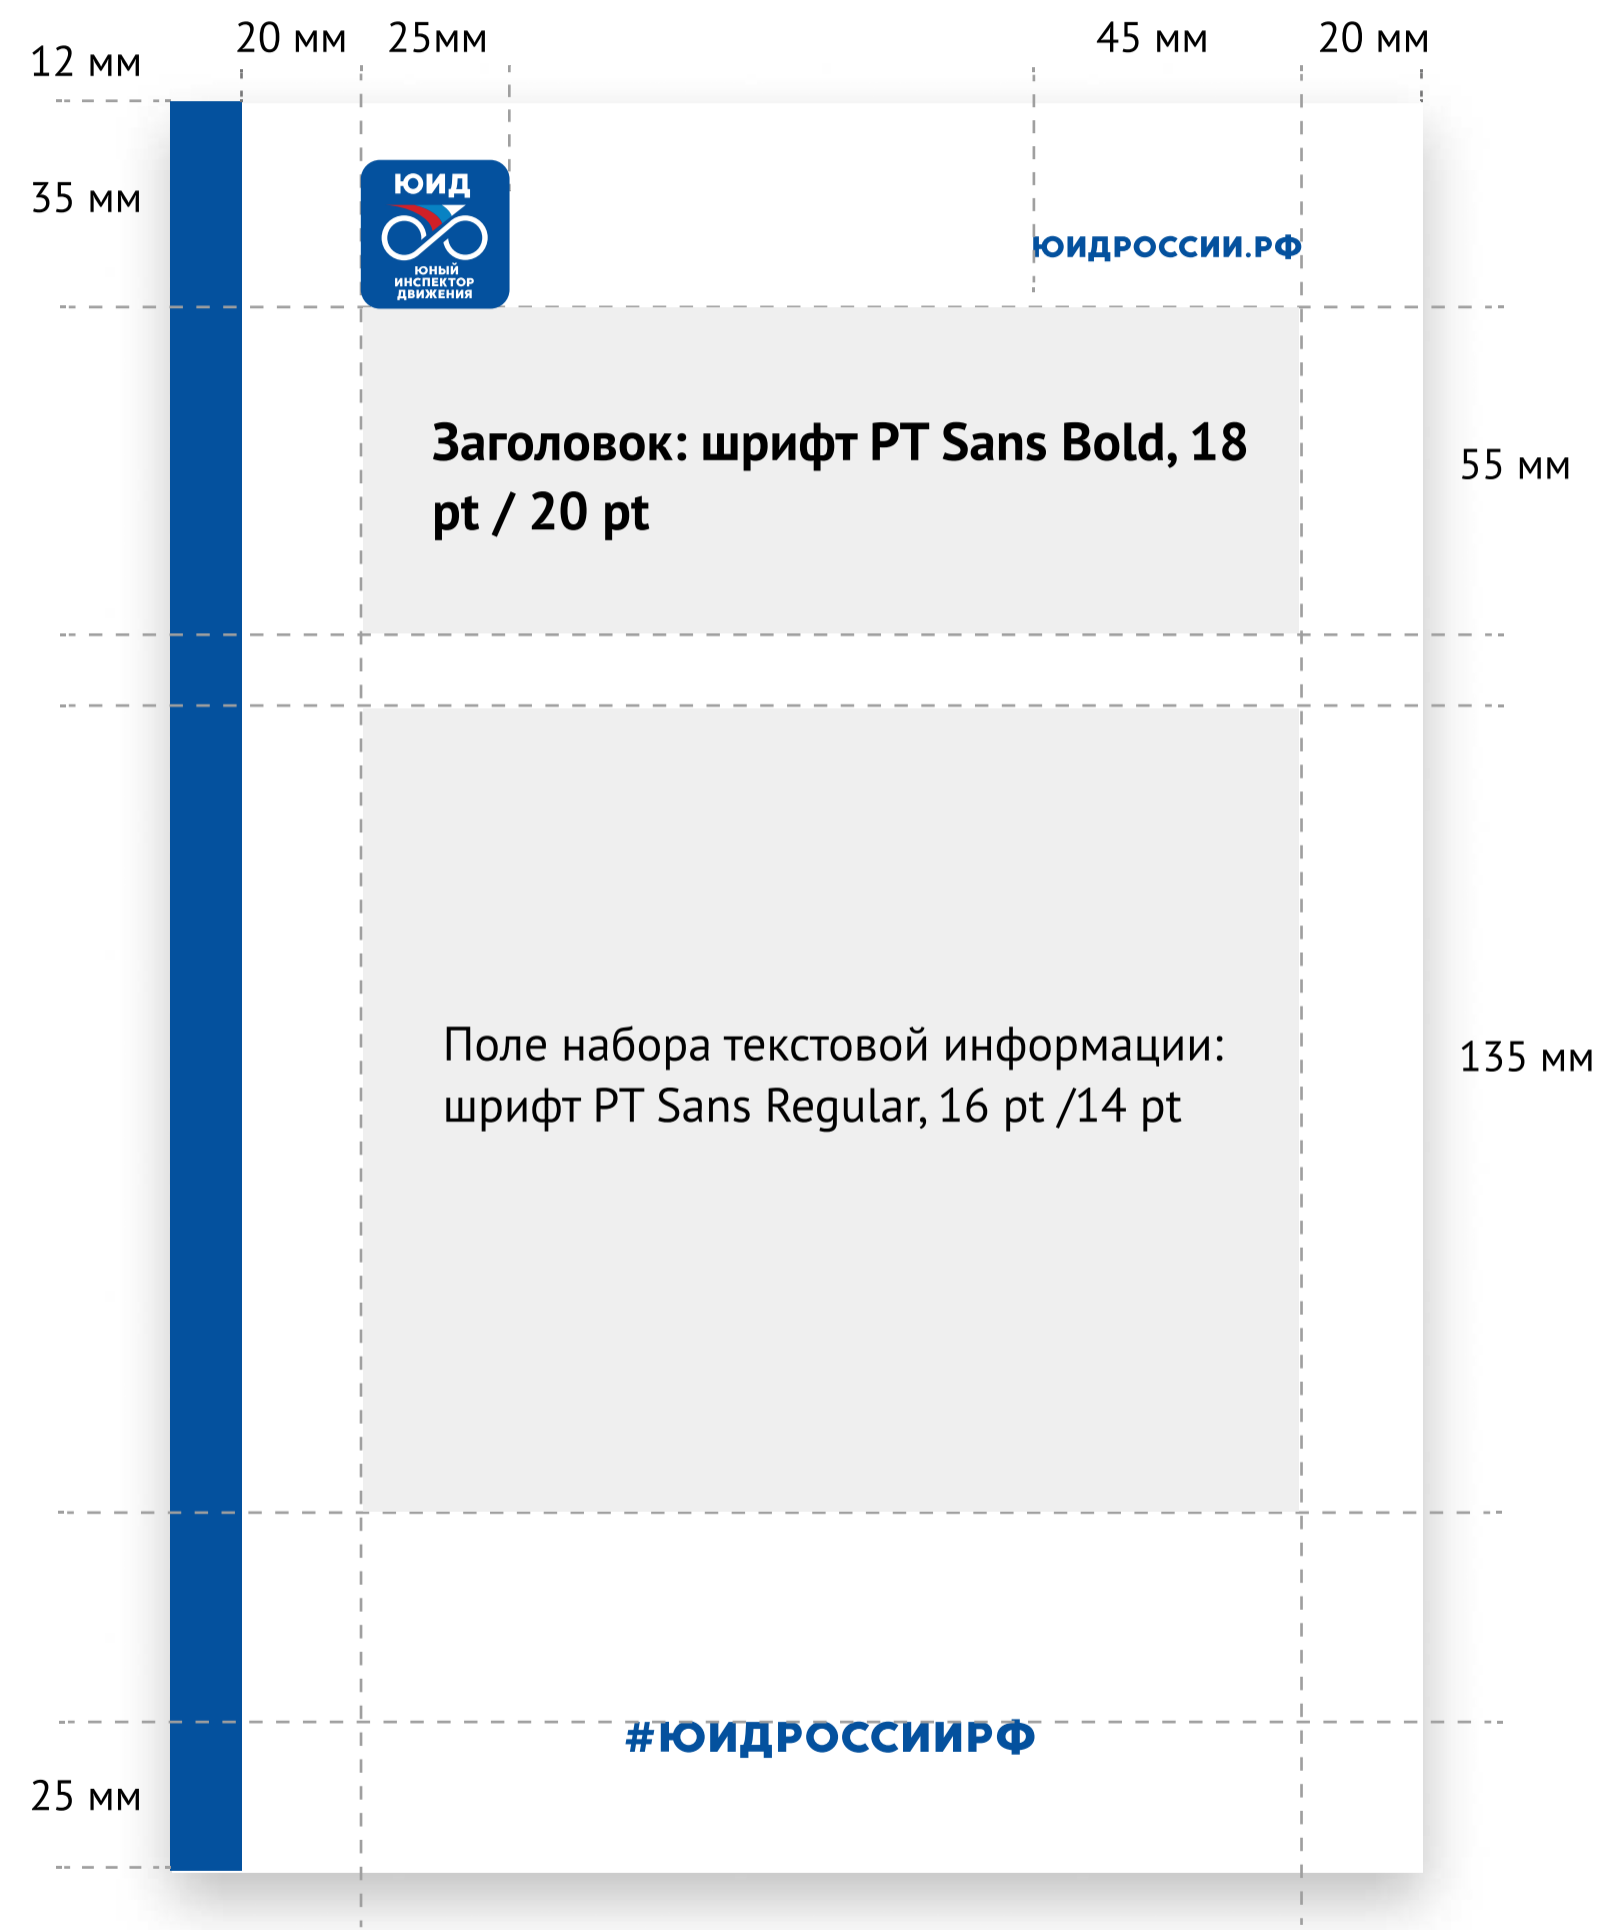 20 мм 25мм 45 мм 20 мм
12 мм
35 мм
ЮИД
ЮНЫЙ
ИНСПЕКТОР
ДВИЖЕНИЯ
ЮИДРОССИИ.РФ
Заголовок: шрифт PT Sans Bold, 18
pt / 20 pt
55 мм
Поле набора текстовой информации:
шрифт PT Sans Regular, 16 pt /14 pt
135 мм
#ЮИДРОССИИРФ
25 мм